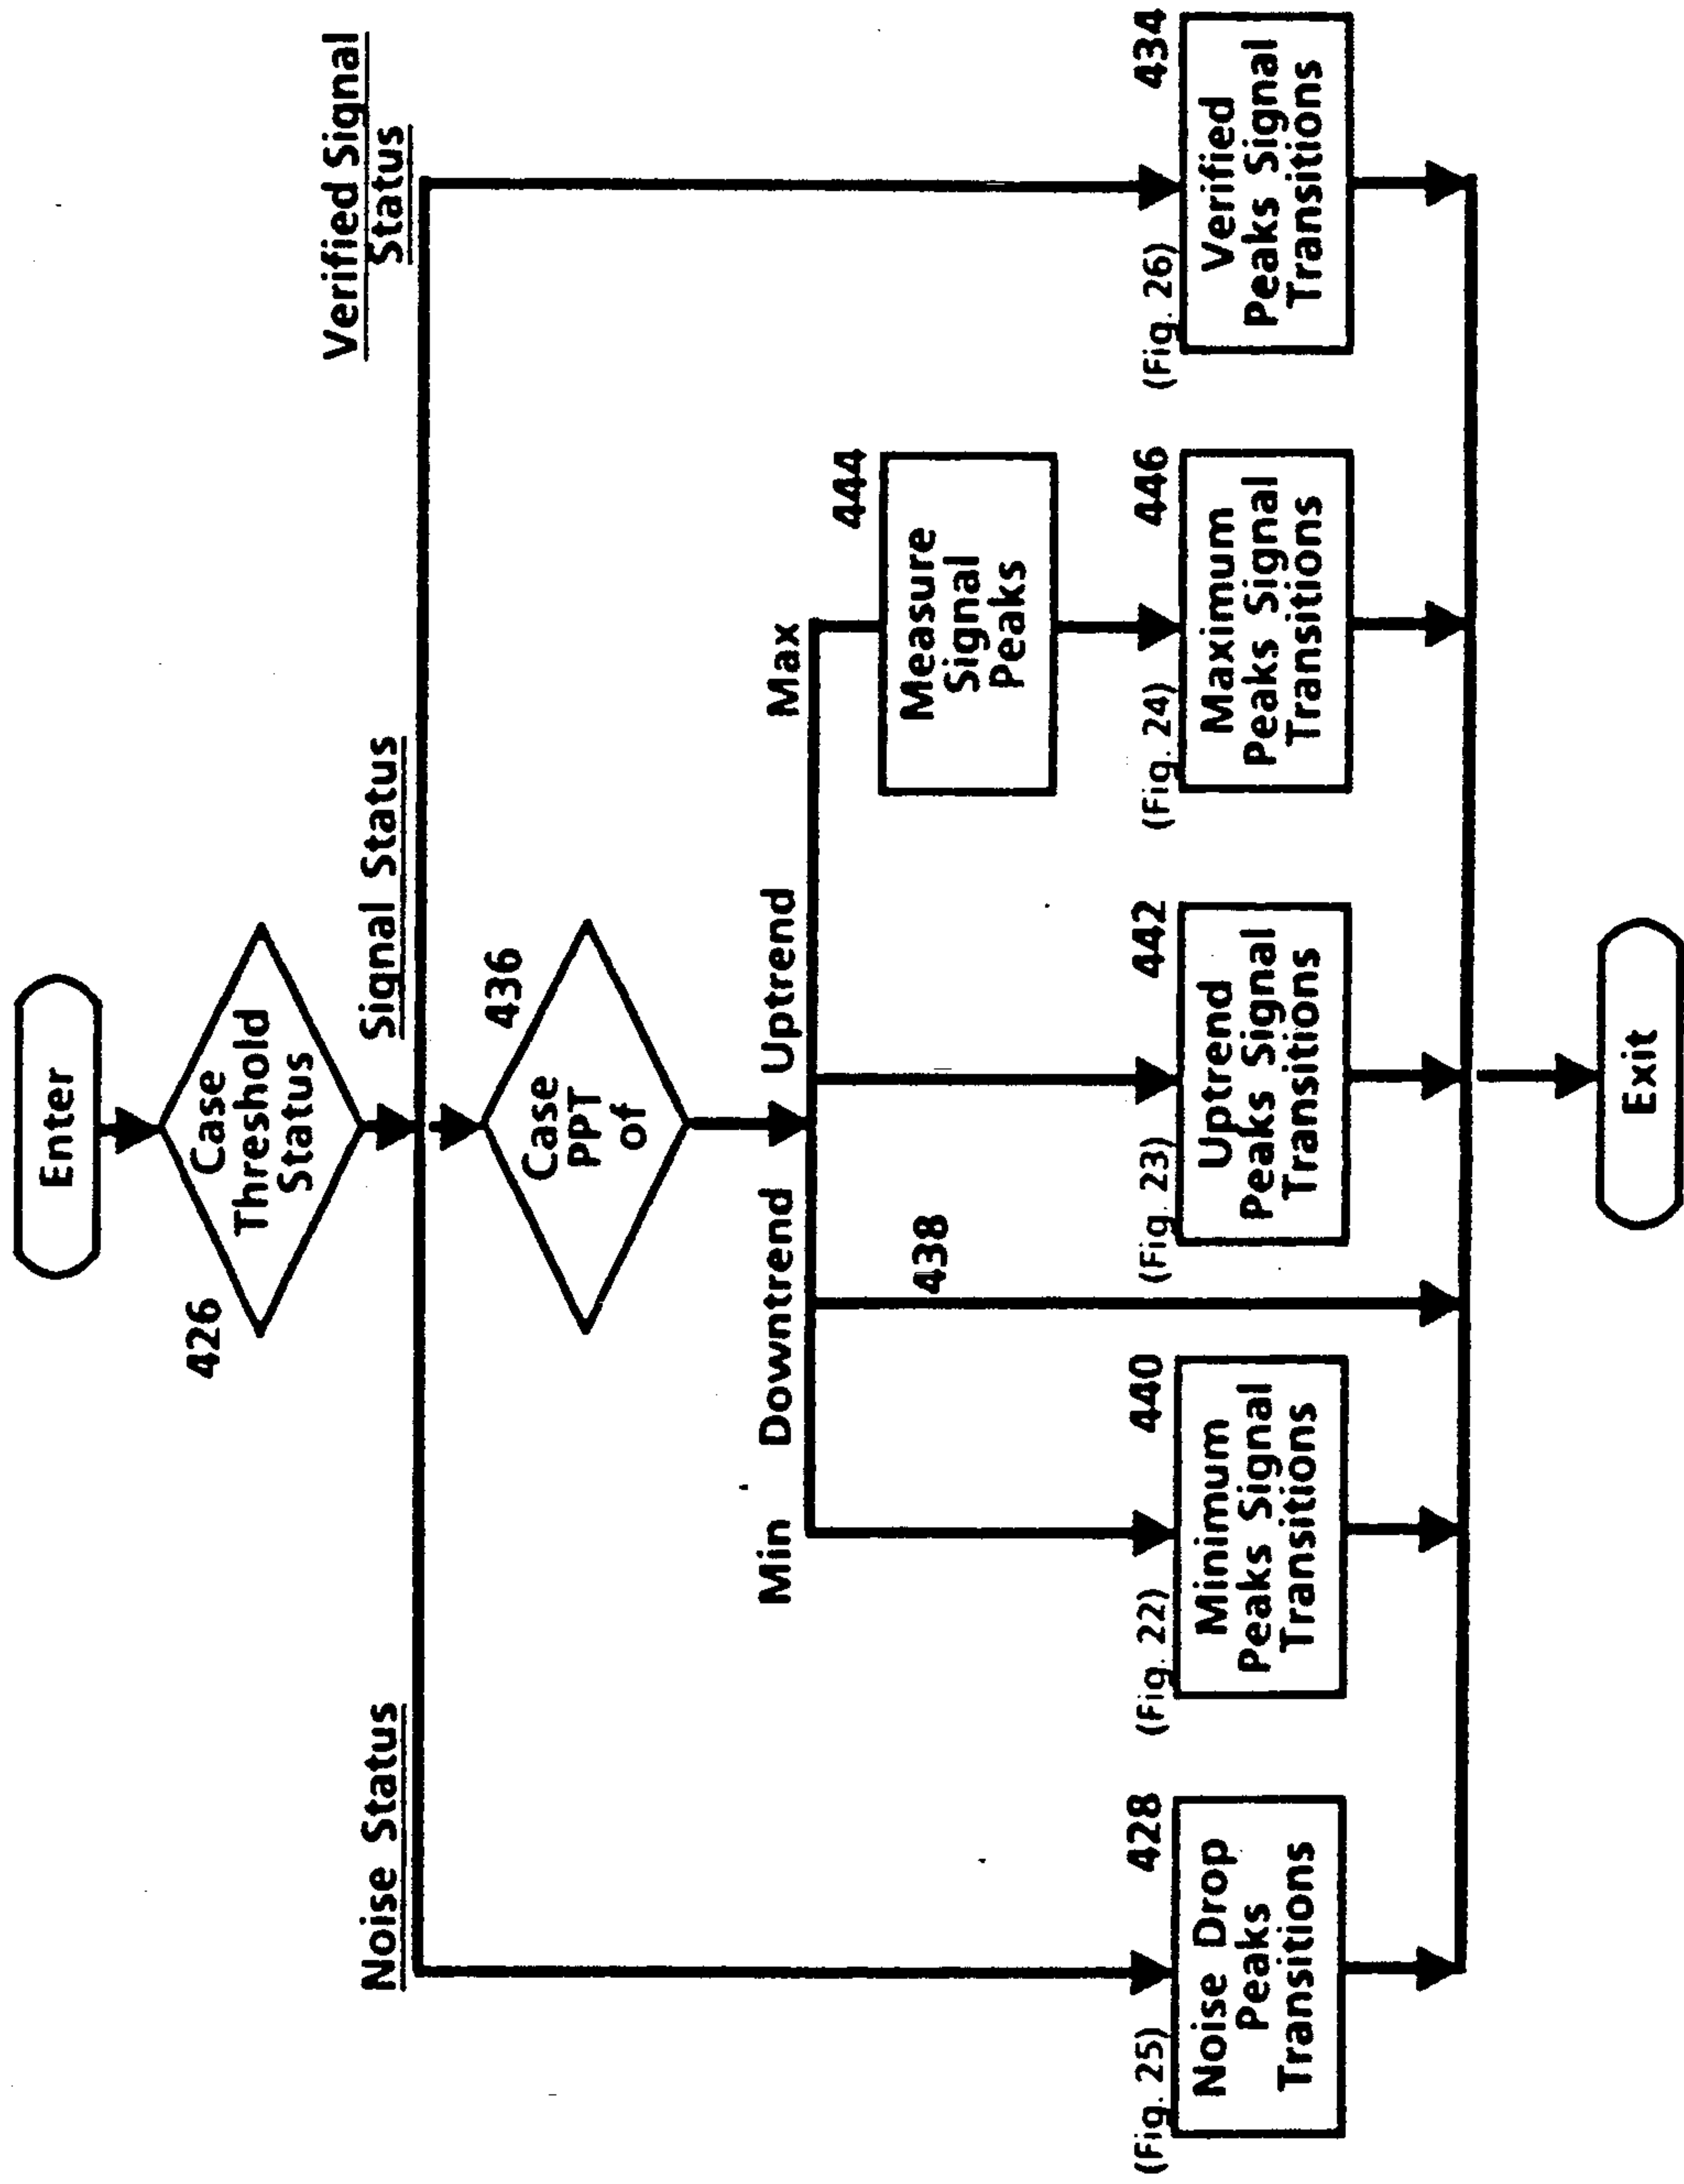 Enter
426
Case
Threshold
Status
Noise Status
Signal Status
Verified Signal
Status
436
Case
PPT
of
Min
Downtrend
Uptrend
Max
438
444
Measure
Signal
Peaks
(Fig. 25)
428
Noise Drop
Peaks
Transitions
(Fig. 22)
440
Minimum
Peaks Signal
Transitions
(Fig. 23)
442
Uptrend
Peaks Signal
Transitions
(Fig. 24)
446
Maximum
Peaks Signal
Transitions
(Fig. 26)
434
Verified
Peaks Signal
Transitions
Exit